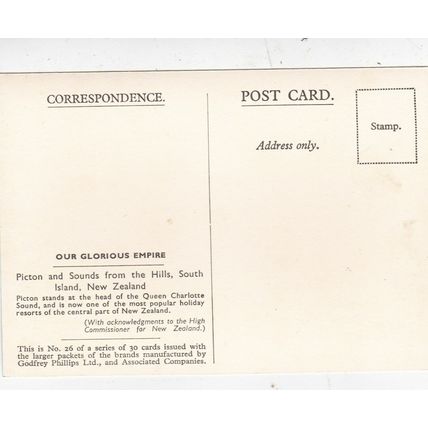 CORRESPONDENCE.
POST CARD.
Stamp.
Address only.
OUR GLORIOUS EMPIRE
Picton and Sounds from the Hills, South
Island, New Zealand
Picton stands at the head of the Queen Charlotte
Sound, and is now one of the most popular holiday
resorts of the central part of New Zealand.
(With acknowledgments to the High
Commissioner for New Zealand.)
This is No. 26 of a series of 30 cards issued with
the larger packets of the brands manufactured by
Godfrey Phillips Ltd., and Associated Companies.